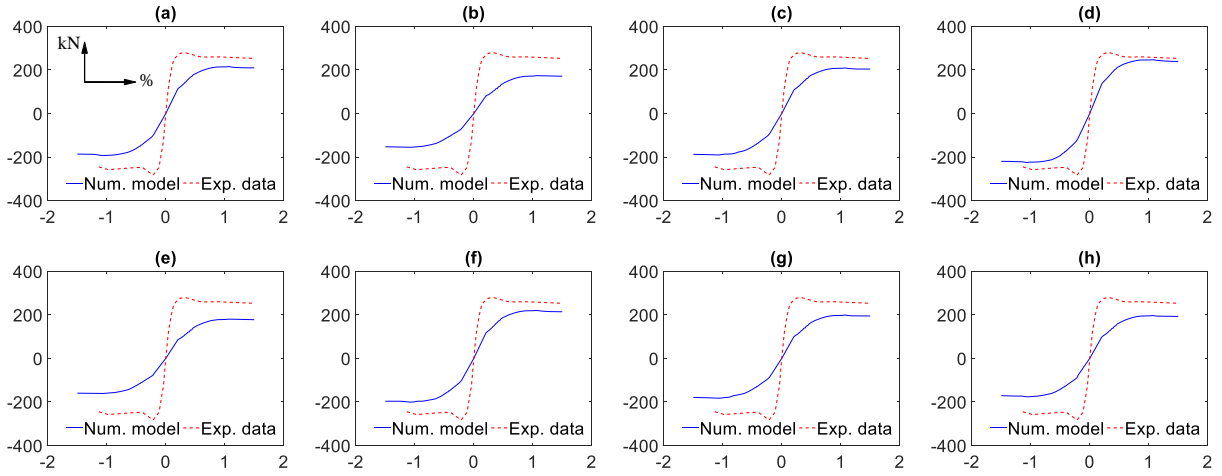 (a) (b) (c) (d)
400 400 400 400
kN
200 200 200 200
%
0 0 0 0
-200 -200 -200 -200
Num. model Exp. data Num. model Exp. data Num. model Exp. data Num. model Exp. data
-400 -400 -400 -400
-2 -1 0 1 2 -2 -1 0 1 2 -2 -1 0 1 2 -2 -1 0 1 2
(e) (f) (g) (h)
400 400 400 400
200 200 200 200
0 0 0 0
-200 -200 -200 -200
Num. model Exp. data Num. model Exp. data Num. model Exp. data Num. model Exp. data
-400 -400 -400 -400
-2 -1 0 1 2 -2 -1 0 1 2 -2 -1 0 1 2 -2 -1 0 1 2